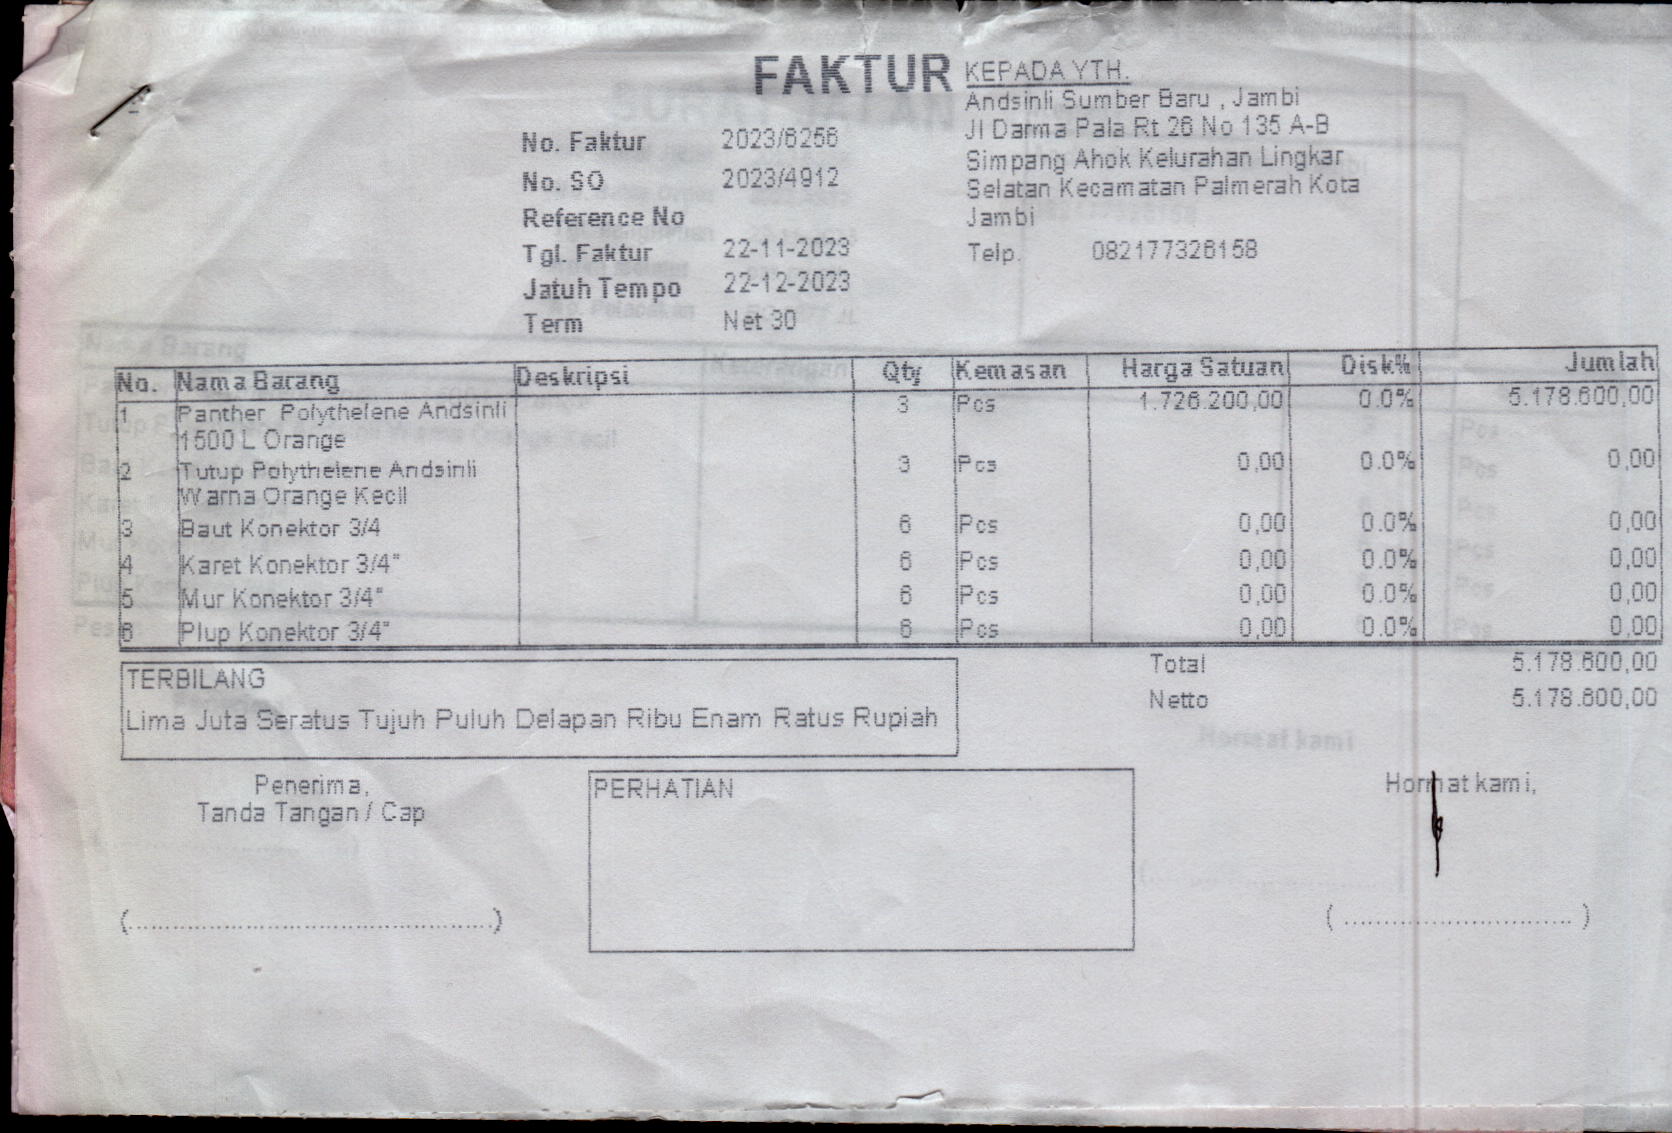 FAKTUR
KEPADA YTH.
Andsinli Sumber Baru , Jambi
Jl Darma Pala Rt 26 No 135 A-B
Simpang Ahok Kelurahan Lingkar
Selatan Kecamatan Palmerah Kota
Jambi
Telp. 082177326158
No. Faktur 2023/6256
No. SO 2023/4912
Reference No
Tgl. Faktur 22-11-2023
Jatuh Tempo 22-12-2023
Term Net 30
No. Nama Barang Deskripsi Qty Kemasan Harga Satuan Disk% Jumlah
1 Panther Polythelene Andsinli 3 Pcs 1.726.200,00 0.0% 5.178.600,00
1500 L Orange
2 Tutup Polythelene Andsinli 3 Pcs 0,00 0.0% 0,00
Warna Orange Kecil
3 Baut Konektor 3/4 6 Pcs 0,00 0.0% 0,00
4 Karet Konektor 3/4" 6 Pcs 0,00 0.0% 0,00
5 Mur Konektor 3/4" 6 Pcs 0,00 0.0% 0,00
6 Plup Konektor 3/4" 6 Pcs 0,00 0.0% 0,00
Total 5.178.600,00
Netto 5.178.600,00
TERBILANG
Lima Juta Seratus Tujuh Puluh Delapan Ribu Enam Ratus Rupiah
Penerima,
Tanda Tangan / Cap
PERHATIAN
Hormat kami,
(................................................)
( ............................ )